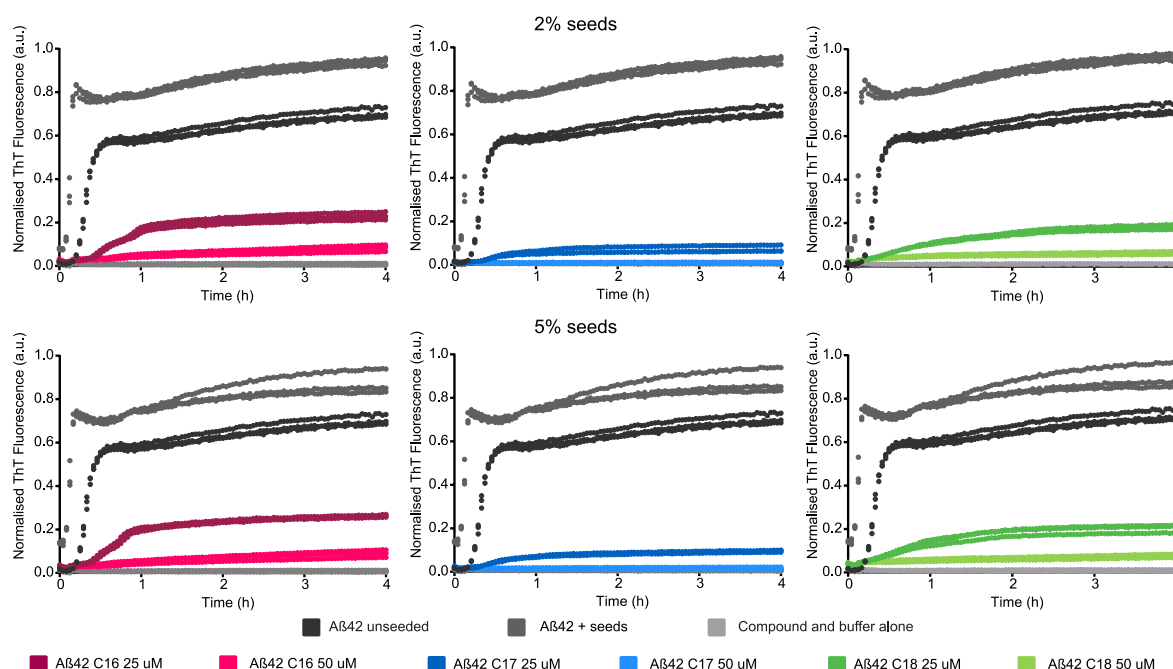 2% seeds
Normalised ThT Fluorescence (a.u.)
1.0
0.8
0.6
0.4
0.2
0.0
0 1 2 3 4
Time (h)
Normalised ThT Fluorescence (a.u.)
1.0
0.8
0.6
0.4
0.2
0.0
0 1 2 3 4
Time (h)
Normalised ThT Fluorescence (a.u.)
1.0
0.8
0.6
0.4
0.2
0.0
0 1 2 3
Time (h)
5% seeds
Normalised ThT Fluorescence (a.u.)
1.0
0.8
0.6
0.4
0.2
0.0
0 1 2 3 4
Time (h)
Normalised ThT Fluorescence (a.u.)
1.0
0.8
0.6
0.4
0.2
0.0
0 1 2 3 4
Time (h)
Normalised ThT Fluorescence (a.u.)
1.0
0.8
0.6
0.4
0.2
0.0
0 1 2 3
Time (h)
Aß42 unseeded Aß42 + seeds Compound and buffer alone
Aß42 C16 25 uM Aß42 C16 50 uM Aß42 C17 25 uM Aß42 C17 50 uM Aß42 C18 25 uM Aß42 C18 50 uM